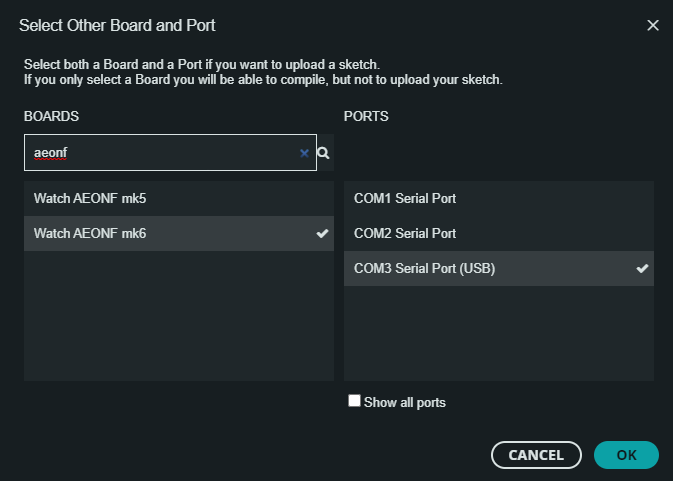 Select Other Board and Port
Select both a Board and a Port if you want to upload a sketch.
If you only select a Board you will be able to compile, but not to upload your sketch.
BOARDS
aeonf
Watch AEONF mk5
Watch AEONF mk6
PORTS
COM1 Serial Port
COM2 Serial Port
COM3 Serial Port (USB)
Show all ports
CANCEL
OK